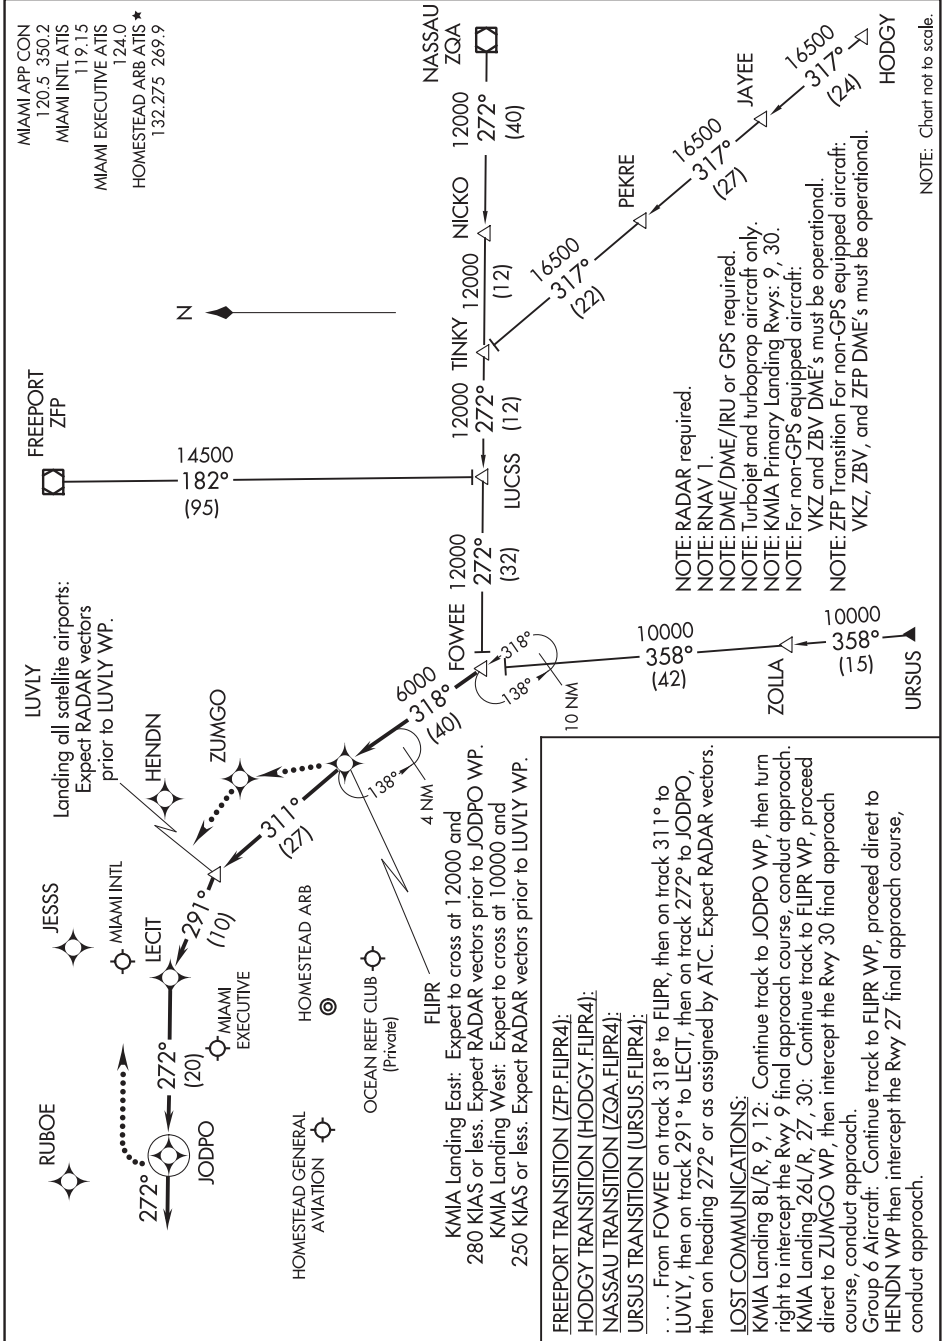 MIAMI APP CON
120.5 350.2
MIAMI INTL ATIS
119.15
MIAMI EXECUTIVE ATIS
124.0
HOMESTEAD ARB ATIS ★
132.275 269.9
LUVLY
Landing all satellite airports:
Expect RADAR vectors
prior to LUVLY WP.
FREEPORT
ZFP
N
NASSAU
ZQA
RUBOE
JESSS
MIAMI INTL
HENDN
ZUMGO
14500
182°
(95)
272°
JODPO
272°
(20)
LECIT
291°
(10)
311°
(27)
MIAMI
EXECUTIVE
HOMESTEAD ARB
138°
4 NM
6000
318°
(40)
FOWEE
12000
272°
(32)
LUCSS
12000
272°
(12)
TINKY
12000
(12)
NICKO
12000
272°
(40)
HOMESTEAD GENERAL
AVIATION
OCEAN REEF CLUB
(Private)
318°
138°
10 NM
16500
317°
(22)
PEKRE
16500
317°
(27)
JAYEE
16500
317°
(24)
HODGY
FLIPR
KMIA Landing East: Expect to cross at 12000 and
280 KIAS or less. Expect RADAR vectors prior to JODPO WP.
KMIA Landing West: Expect to cross at 10000 and
250 KIAS or less. Expect RADAR vectors prior to LUVLY WP.
10000
358°
(42)
ZOLLA
10000
358°
(15)
URSUS
NOTE: RADAR required.
NOTE: RNAV 1.
NOTE: DME/DME/IRU or GPS required.
NOTE: Turbojet and turboprop aircraft only.
NOTE: KMIA Primary Landing Rwys: 9, 30.
NOTE: For non-GPS equipped aircraft:
VKZ and ZBV DME's must be operational.
NOTE: ZFP Transition For non-GPS equipped aircraft:
VKZ, ZBV, and ZFP DME's must be operational.
NOTE: Chart not to scale.
FREEPORT TRANSITION (ZFP.FLIPR4):
HODGY TRANSITION (HODGY.FLIPR4):
NASSAU TRANSITION (ZQA.FLIPR4):
URSUS TRANSITION (URSUS.FLIPR4):
. . . . From FOWEE on track 318° to FLIPR, then on track 311° to
LUVLY, then on track 291° to LECIT, then on track 272° to JODPO,
then on heading 272° or as assigned by ATC. Expect RADAR vectors.
LOST COMMUNICATIONS:
KMIA Landing 8L/R, 9, 12: Continue track to JODPO WP, then turn
right to intercept the Rwy 9 final approach course, conduct approach.
KMIA Landing 26L/R, 27, 30: Continue track to FLIPR WP, proceed
direct to ZUMGO WP, then intercept the Rwy 30 final approach
course, conduct approach.
Group 6 Aircraft: Continue track to FLIPR WP, proceed direct to
HENDN WP then intercept the Rwy 27 final approach course,
conduct approach.